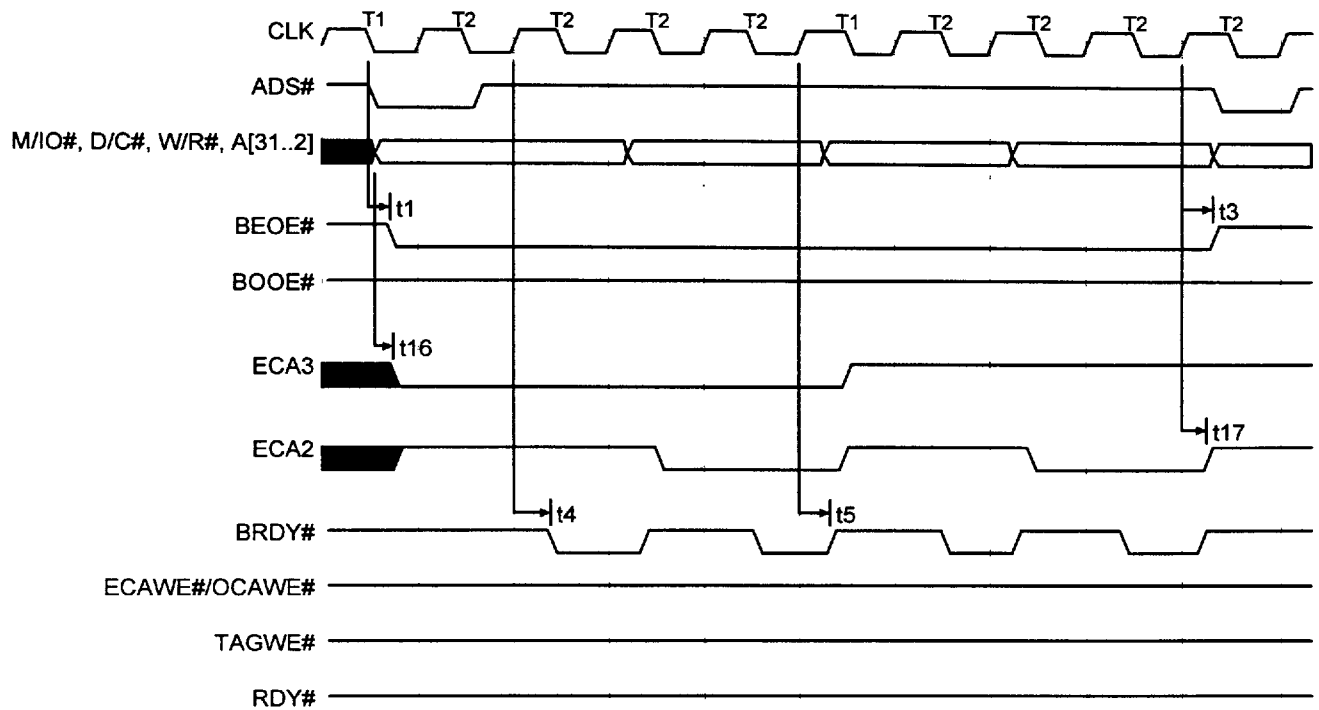 CLK T1 T2 T2 T2 T2 T1 T2 T2 T2 T2
ADS#
M/IO#, D/C#, W/R#, A[31..2]
t1 t3
BEOE#
BOOE#
t16
ECA3
t17
ECA2
t4 t5
BRDY#
ECAWE#/OCAWE#
TAGWE#
RDY#